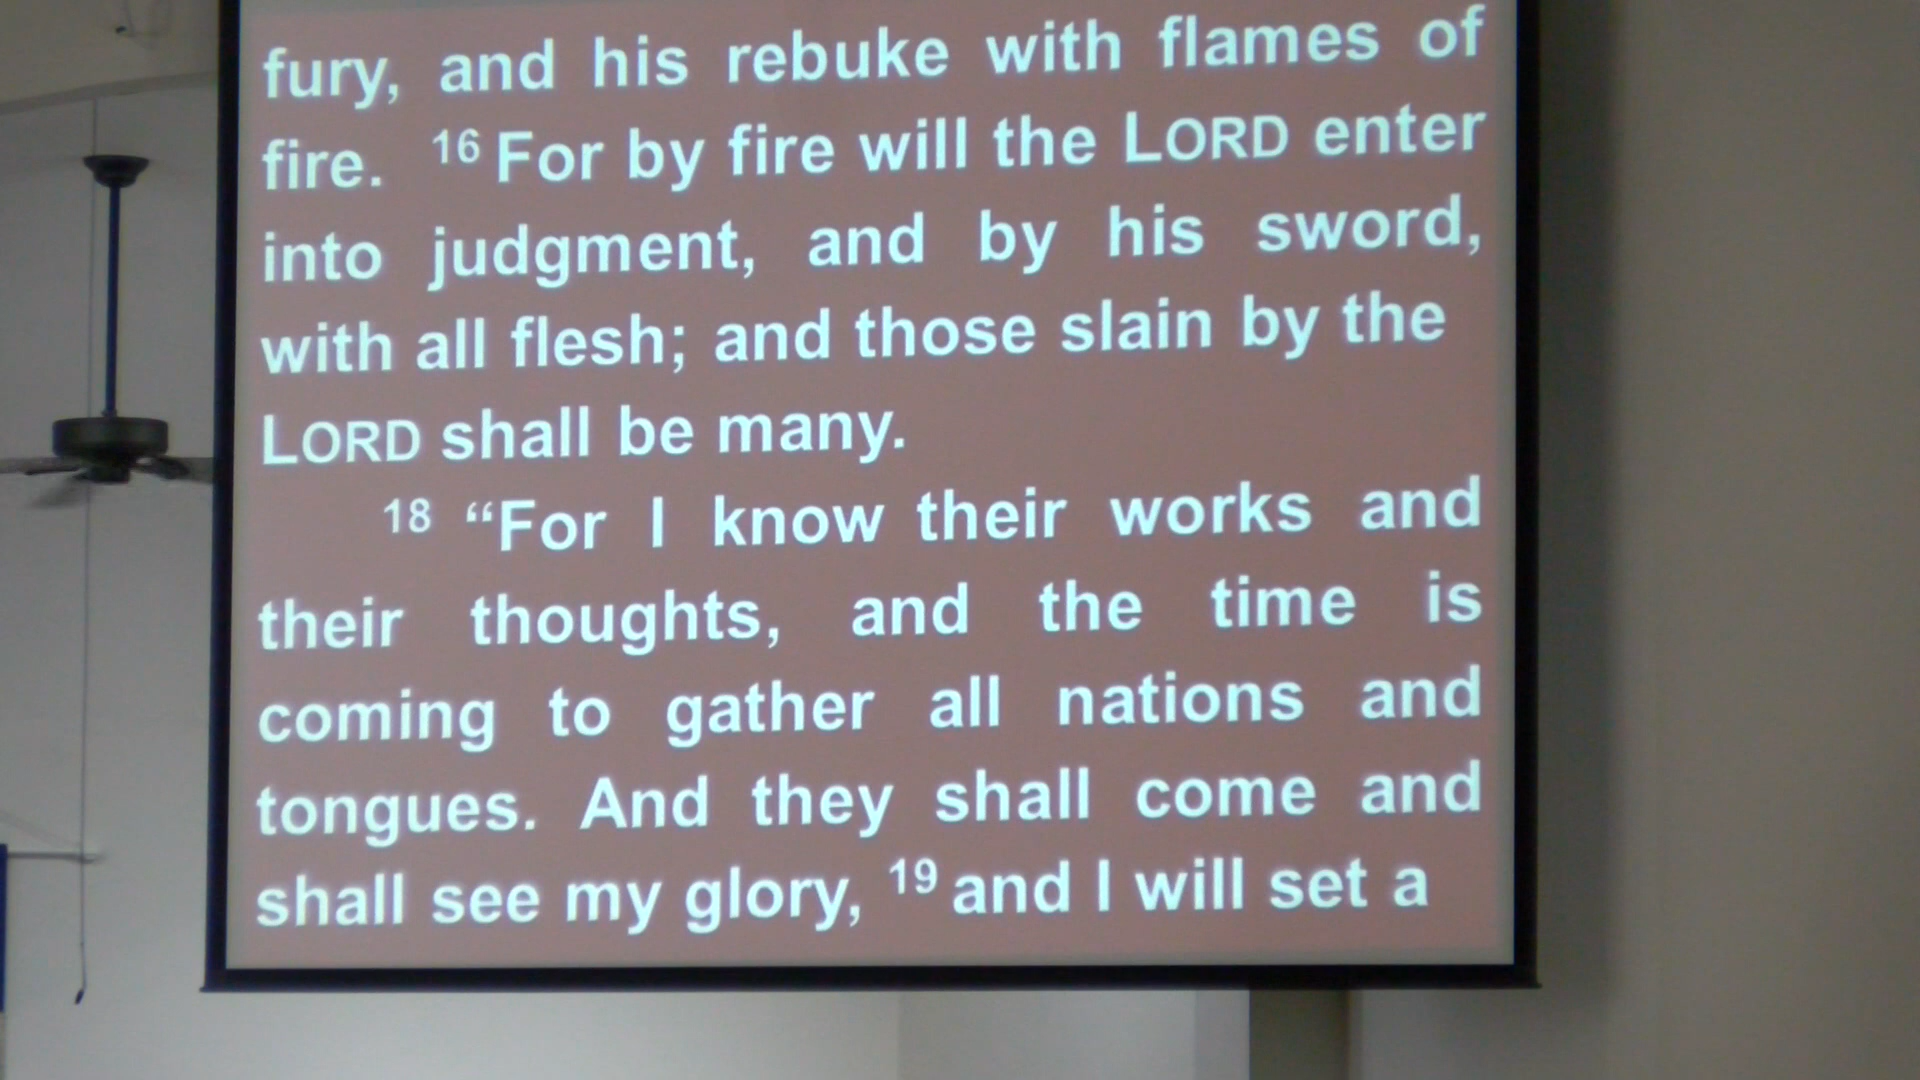 fury, and his rebuke with flames of
fire. 16 For by fire will the LORD enter
into judgment, and by his sword,
with all flesh; and those slain by the
LORD shall be many.
18 “For I know their works and
their thoughts, and the time is
coming to gather all nations and
tongues. And they shall come and
shall see my glory, 19 and I will set a